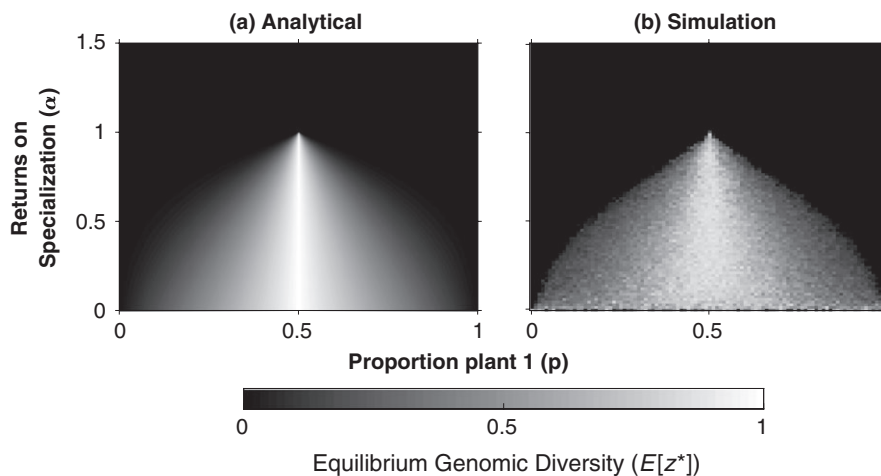 (a) Analytical
(b) Simulation
Returns on
Specialization (α)
1.5
1
0.5
0
0 0.5 1
0 0.5
Proportion plant 1 (p)
0 0.5 1
Equilibrium Genomic Diversity (E[z*])